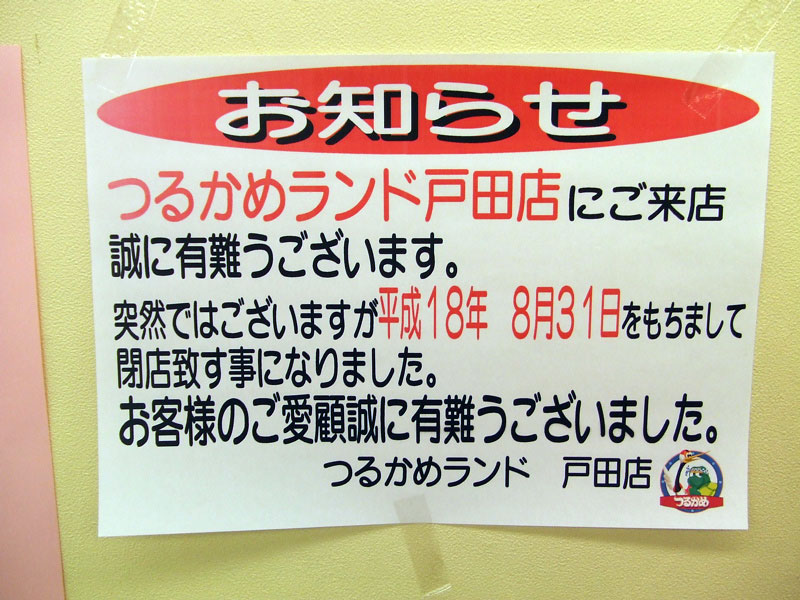 お知らせ
つるかめランド戸田店にご来店
誠に有難うございます。
突然ではございますが平成18年 8月31日をもちまして
閉店致す事になりました。
お客様のご愛顧誠に有難うございました。
つるかめランド 戸田店
つるかめ